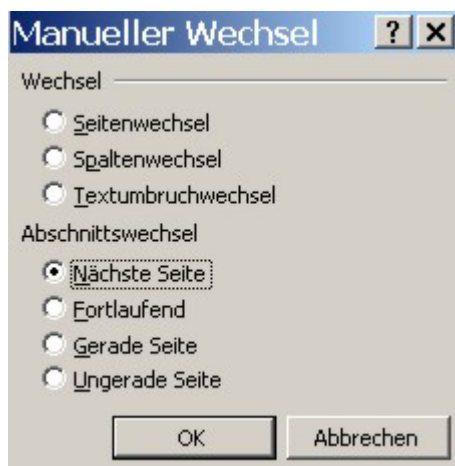 Manueller Wechsel ? ×
Wechsel
Seitenwechsel
Spaltenwechsel
Textumbruchwechsel
Abschnittswechsel
Nächste Seite
Fortlaufend
Gerade Seite
Ungerade Seite
OK Abbrechen